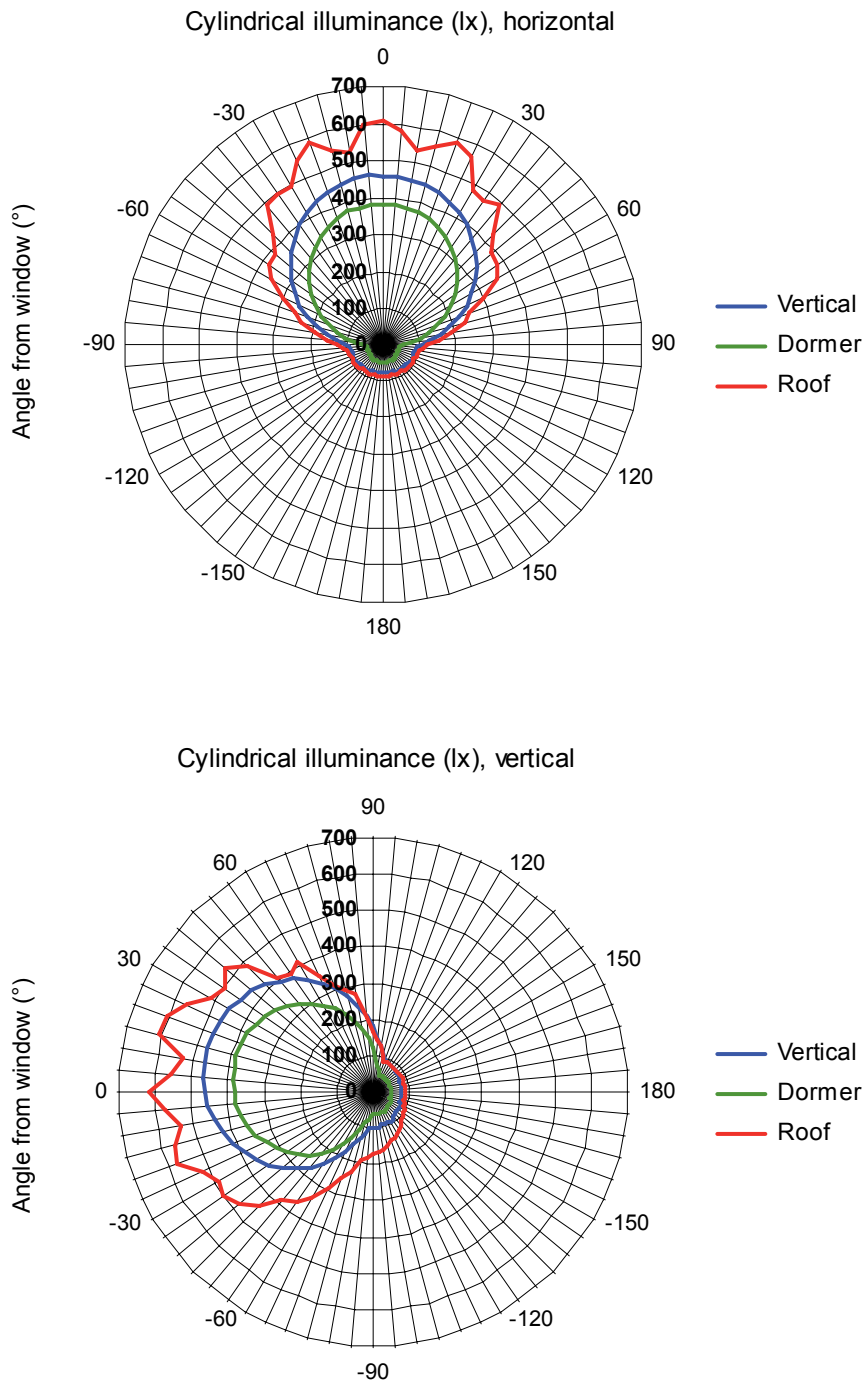 Cylindrical illuminance (lx), horizontal
0
-30 700 30
600
500
-60 400 60
300
200
100
-90 0 90
-120 120
-150 150
180
Angle from window (°)
Vertical
Dormer
Roof
Cylindrical illuminance (lx), vertical
90
60 700 120
600
500
30 400 150
300
200
100
0 0 180
-30 -150
-60 -120
-90
Angle from window (°)
Vertical
Dormer
Roof